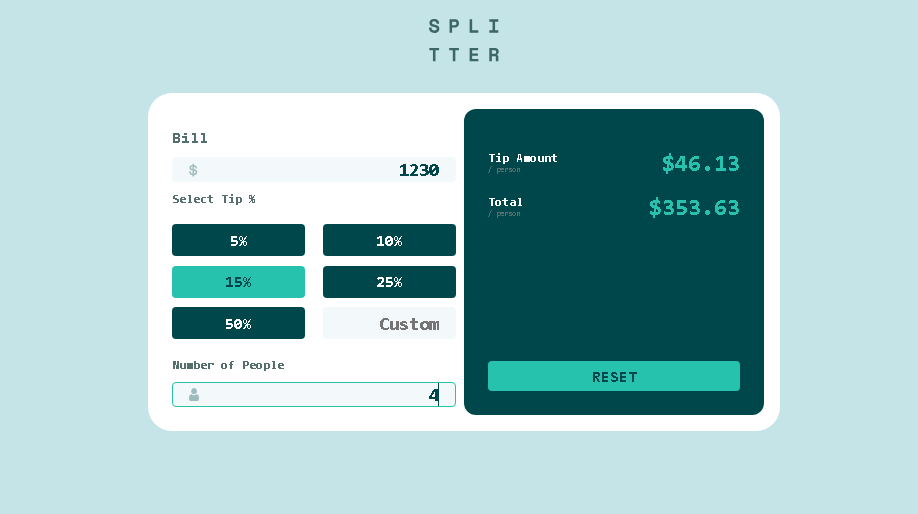 SPLI
TTER
Bill
$ 1230
Select Tip %
5% 10%
15% 25%
50% Custom
Number of People
4
Tip Amount
/ person
$46.13
Total
/ person
$353.63
RESET